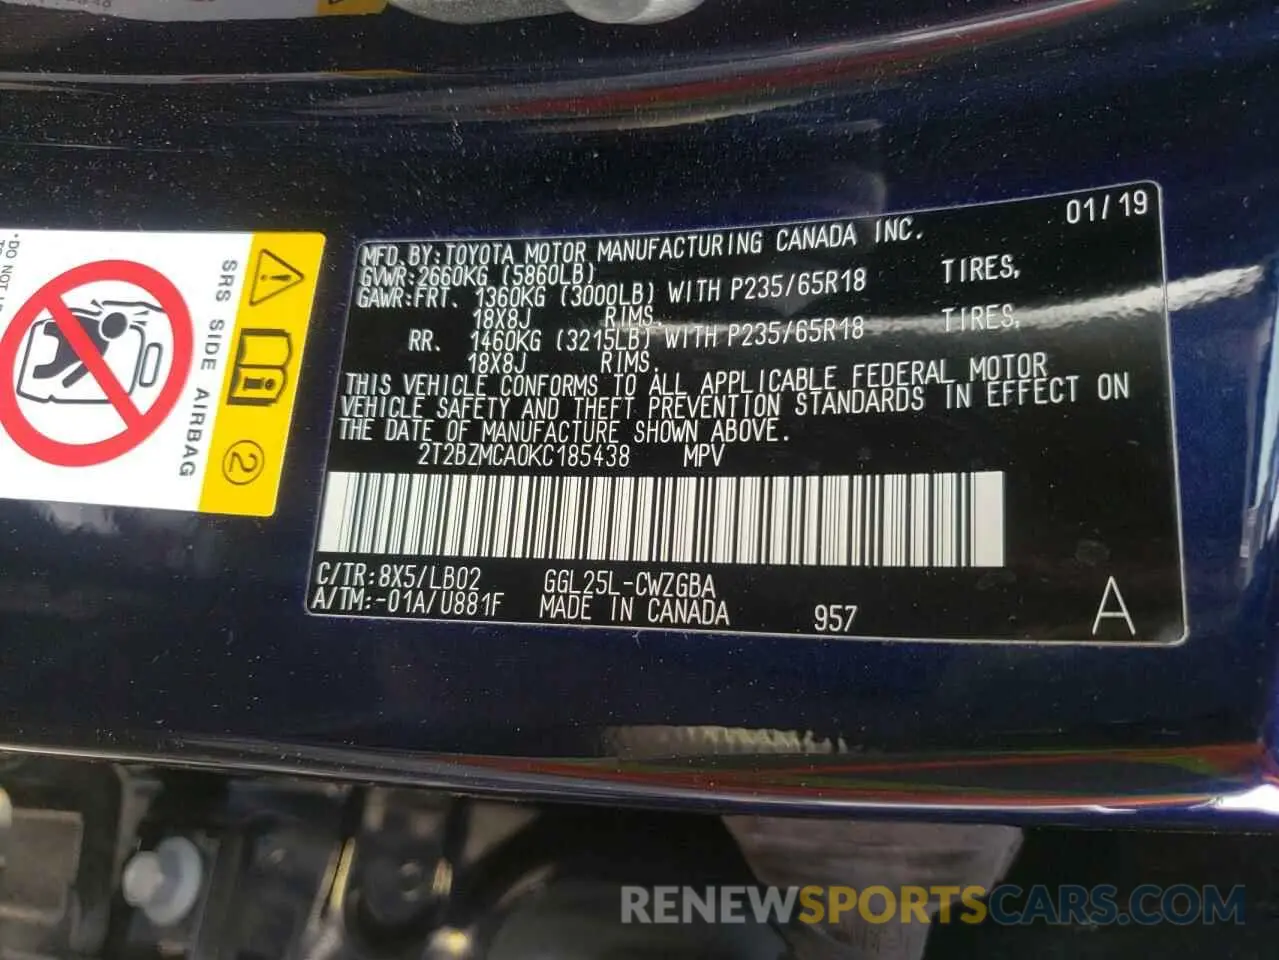 01/19
MFD.BY:TOYOTA MOTOR MANUFACTURING CANADA INC.
GVWR:2660KG (5860LB)
GAWR:FRT. 1360KG (3000LB) WITH P235/65R18 TIRES,
18X8J RIMS.
RR. 1460KG (3215LB) WITH P235/65R18 TIRES,
18X8J RIMS.
THIS VEHICLE CONFORMS TO ALL APPLICABLE FEDERAL MOTOR
VEHICLE SAFETY AND THEFT PREVENTION STANDARDS IN EFFECT ON
THE DATE OF MANUFACTURE SHOWN ABOVE.
2T2BZMCA0KC185438 MPV
C/TR:8X5/LB02 GGL25L-CWZGBA
A/TM:-01A/U881F MADE IN CANADA 957
A
SRS SIDE AIRBAG
2
*DO NOT
RENEWSPORTSCARS.COM